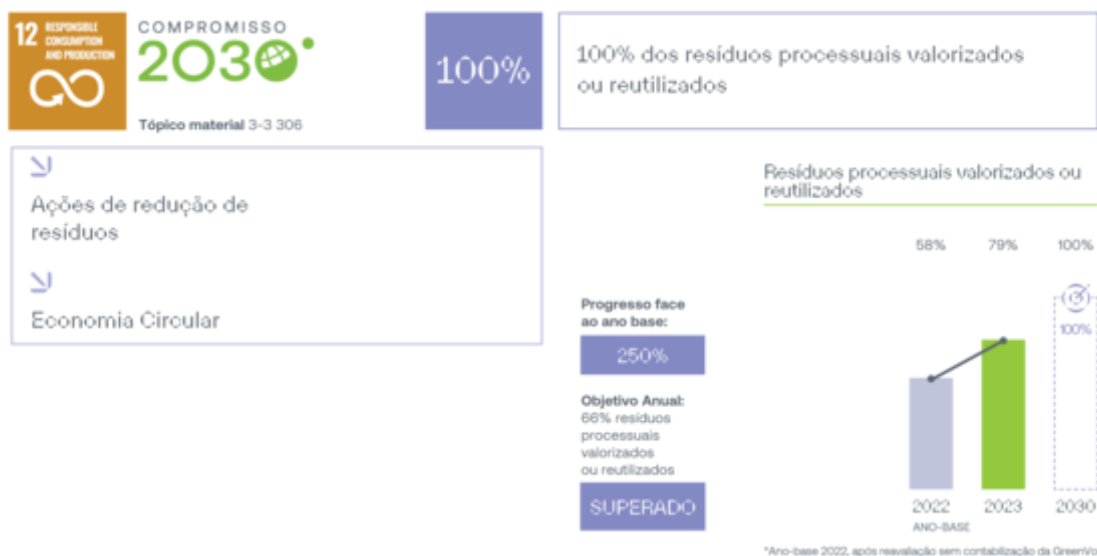 12 RESPONSIBLE
CONSUMPTION
AND PRODUCTION
COMPROMISSO
2030
Tópico material 3-3 306
100%
100% dos resíduos processuais valorizados
ou reutilizados
Ações de redução de
resíduos
Economia Circular
Progresso face
ao ano base:
250%
Objetivo Anual:
66% resíduos
processuais
valorizados
ou reutilizados
SUPERADO
Resíduos processuais valorizados ou
reutilizados
58% 79% 100%
100%
2022 2023 2030
ANO-BASE
*Ano-base 2022, após reavaliação sem contabilização da GreenVo